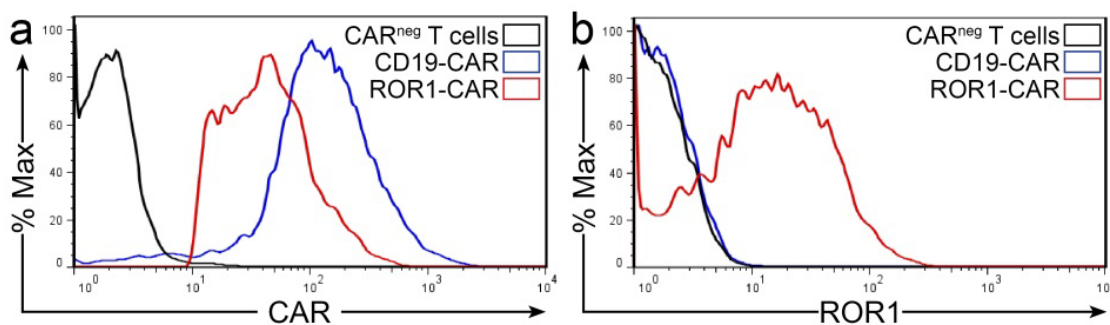 a
CARneg T cells
CD19-CAR
ROR1-CAR
% Max
100
80
60
40
20
0
10⁰ 10¹ 10² 10³ 10⁴
CAR
b
CARneg T cells
CD19-CAR
ROR1-CAR
% Max
100
80
60
40
20
0
10⁰ 10¹ 10² 10³ 10
ROR1